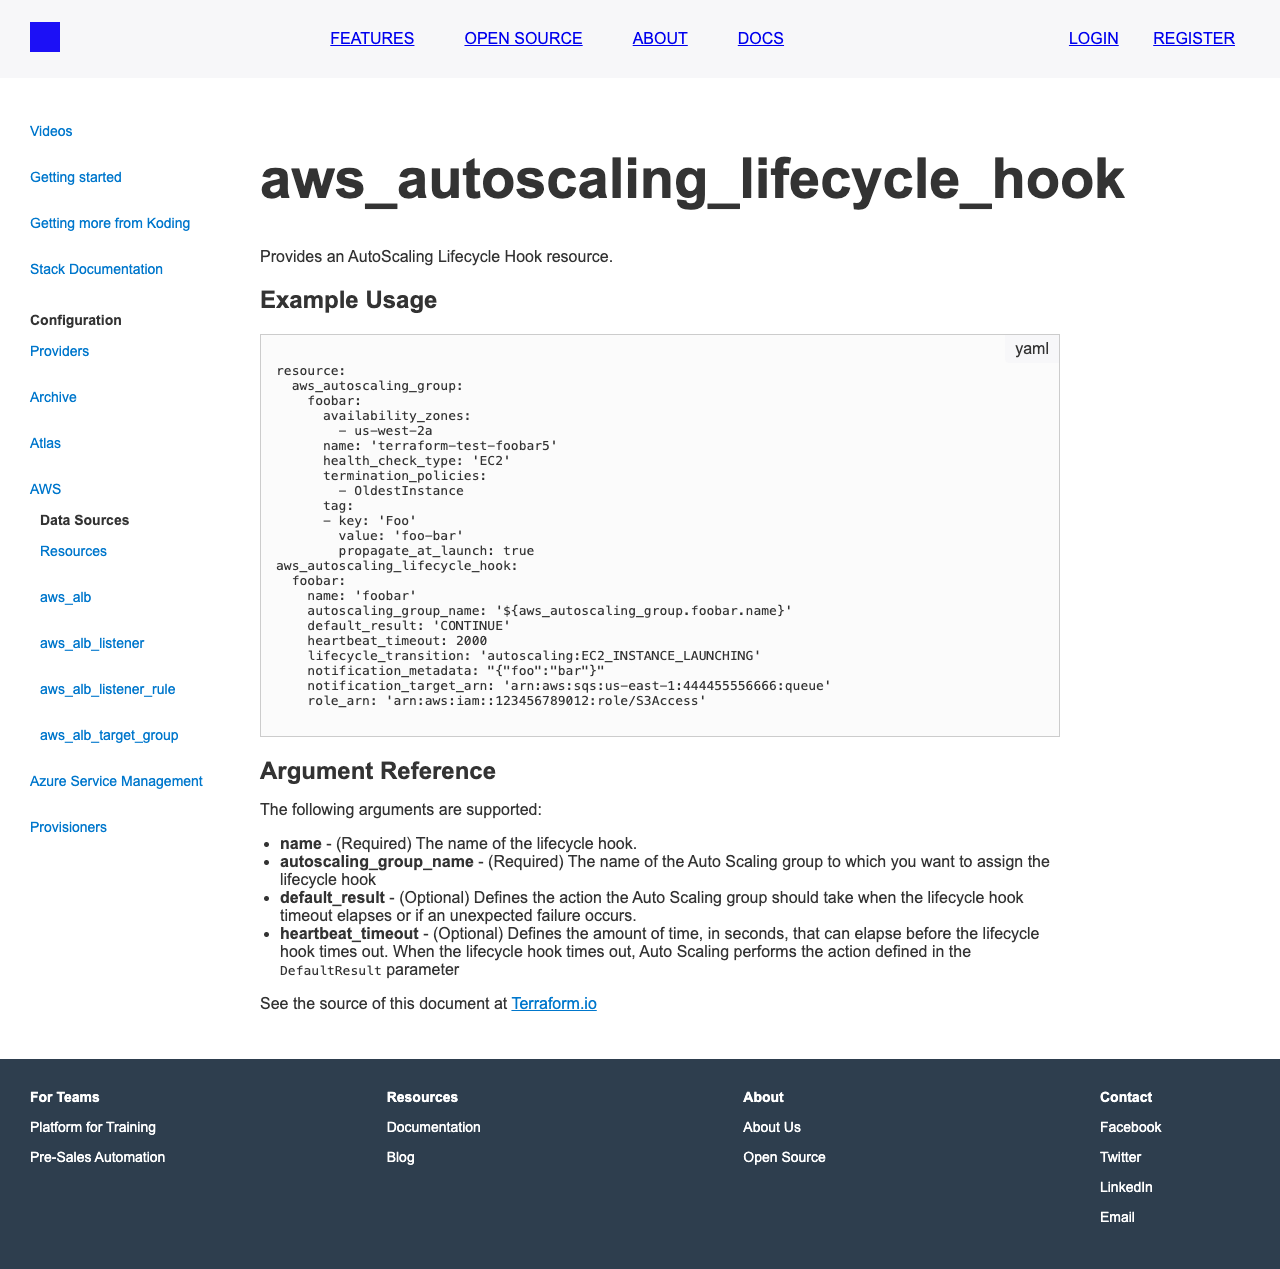 FEATURES OPEN SOURCE ABOUT DOCS LOGIN REGISTER
Videos
Getting started
Getting more from Koding
Stack Documentation
Configuration
Providers
Archive
Atlas
AWS
Data Sources
Resources
aws_alb
aws_alb_listener
aws_alb_listener_rule
aws_alb_target_group
Azure Service Management
Provisioners
aws_autoscaling_lifecycle_hook
Provides an AutoScaling Lifecycle Hook resource.
Example Usage
yaml
resource:
  aws_autoscaling_group:
    foobar:
      availability_zones:
        - us-west-2a
      name: 'terraform-test-foobar5'
      health_check_type: 'EC2'
      termination_policies:
        - OldestInstance
      tag:
      - key: 'Foo'
        value: 'foo-bar'
        propagate_at_launch: true
aws_autoscaling_lifecycle_hook:
  foobar:
    name: 'foobar'
    autoscaling_group_name: '${aws_autoscaling_group.foobar.name}'
    default_result: 'CONTINUE'
    heartbeat_timeout: 2000
    lifecycle_transition: 'autoscaling:EC2_INSTANCE_LAUNCHING'
    notification_metadata: "{"foo":"bar"}"
    notification_target_arn: 'arn:aws:sqs:us-east-1:444455556666:queue'
    role_arn: 'arn:aws:iam::123456789012:role/S3Access'
Argument Reference
The following arguments are supported:
• name - (Required) The name of the lifecycle hook.
• autoscaling_group_name - (Required) The name of the Auto Scaling group to which you want to assign the
lifecycle hook
• default_result - (Optional) Defines the action the Auto Scaling group should take when the lifecycle hook
timeout elapses or if an unexpected failure occurs.
• heartbeat_timeout - (Optional) Defines the amount of time, in seconds, that can elapse before the lifecycle
hook times out. When the lifecycle hook times out, Auto Scaling performs the action defined in the
DefaultResult parameter
See the source of this document at Terraform.io
For Teams
Platform for Training
Pre-Sales Automation
Resources
Documentation
Blog
About
About Us
Open Source
Contact
Facebook
Twitter
LinkedIn
Email